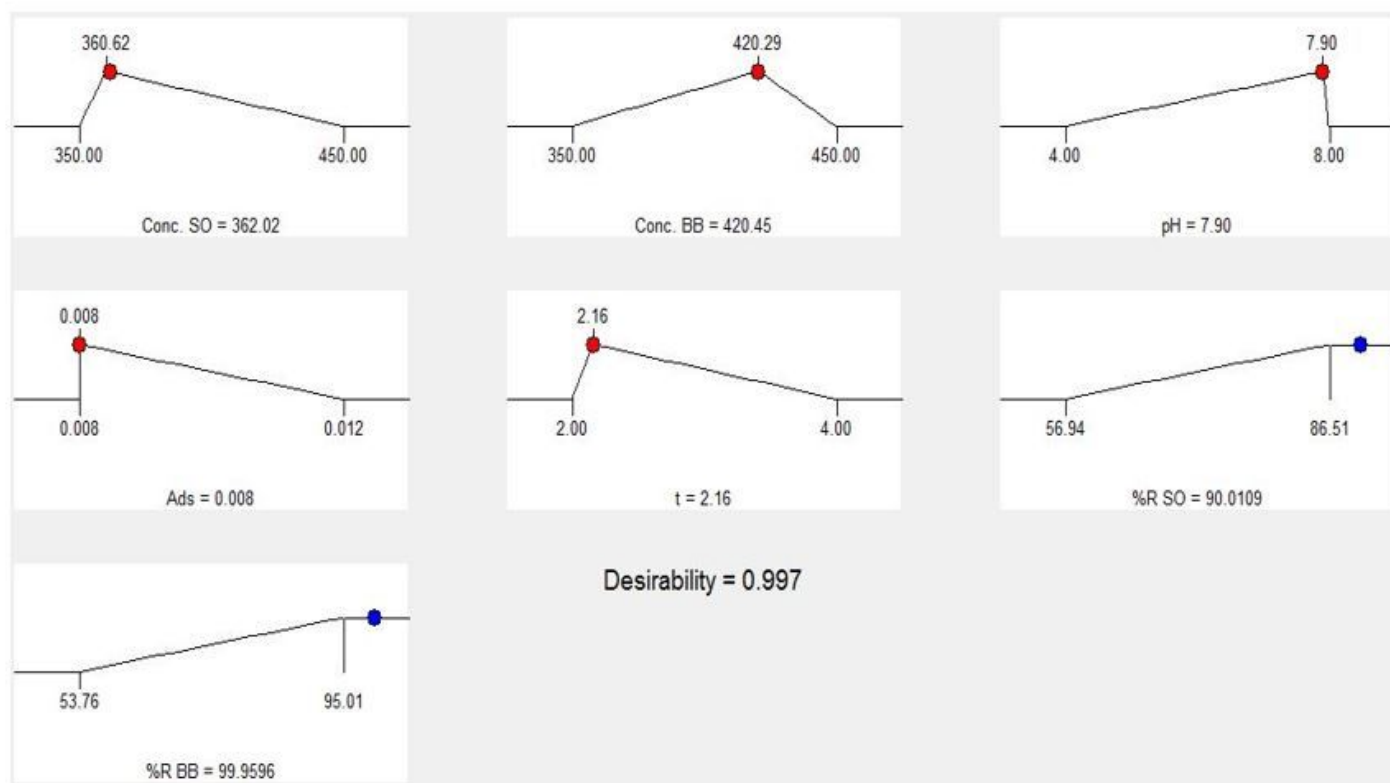 360.62
350.00 450.00
Conc. SO = 362.02
420.29
350.00 450.00
Conc. BB = 420.45
7.90
4.00 8.00
pH = 7.90
0.008
0.008 0.012
Ads = 0.008
2.16
2.00 4.00
t = 2.16
56.94 86.51
%R SO = 90.0109
53.76 95.01
%R BB = 99.9596
Desirability = 0.997